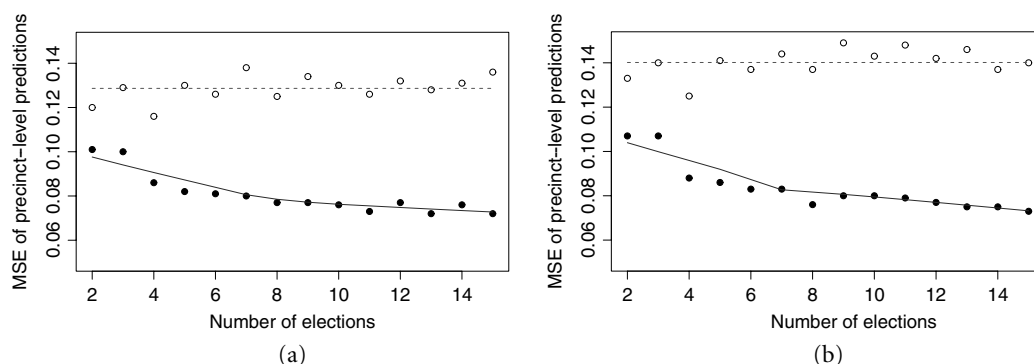 MSE of precinct-level predictions
0.06 0.08 0.10 0.12 0.14
2 4 6 8 10 12 14
Number of elections
(a)
MSE of precinct--level predictions
0.06 0.08 0.10 0.12 0.14
2 4 6 8 10 12 14
Number of elections
(b)